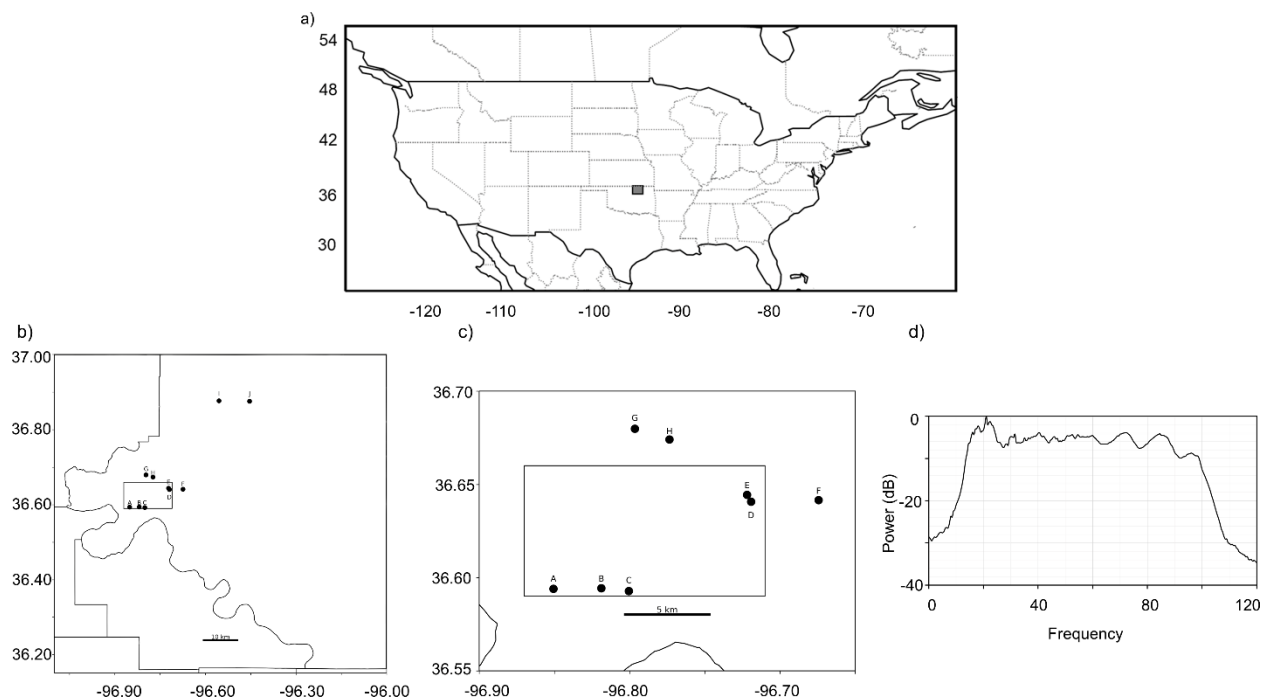 a)
54
48
42
36
30
-120 -110 -100 -90 -80 -70
b)
37.00
36.80
36.60
36.40
36.20
I J
G H
E F
D
A B C
10 km
-96.90 -96.60 -96.30 -96.00
c)
36.70
36.65
36.60
36.55
G
H
E
F
D
A B C
5 km
-96.90 -96.80 -96.70
d)
0
-20
-40
Power (dB)
0 40 80 120
Frequency